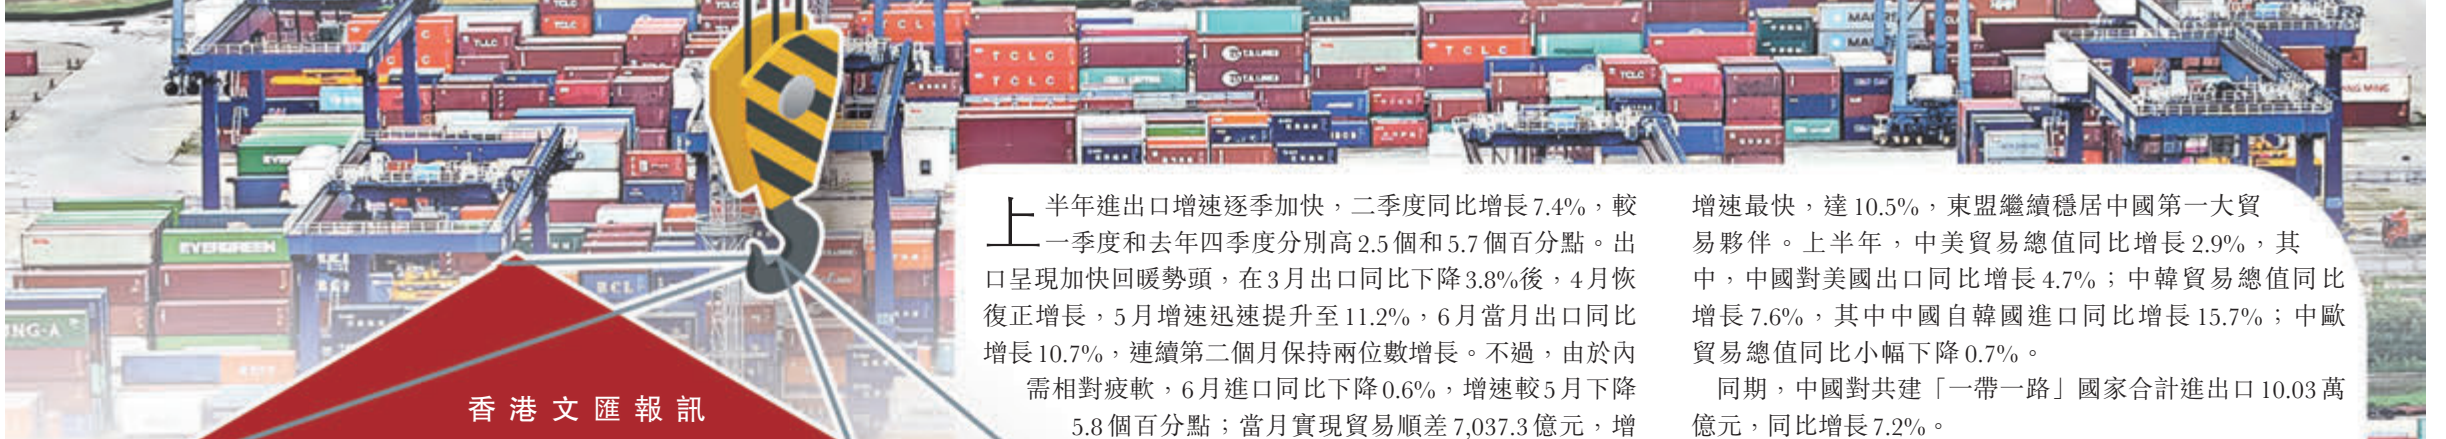 上半年進出口增速逐季加快，二季度同比增長7.4%，較
一季度和去年四季度分別高2.5個和5.7個百分點。出
口呈現加快回暖勢頭，在3月出口同比下降3.8%後，4月恢
復正增長，5月增速迅速提升至11.2%，6月當月出口同比
增長10.7%，連續第二個月保持兩位數增長。不過，由於內
需相對疲軟，6月進口同比下降0.6%，增速較5月下降
5.8個百分點；當月實現貿易順差7,037.3億元，增
增速最快，達10.5%，東盟繼續穩居中國第一大貿
易夥伴。上半年，中美貿易總值同比增長2.9%，其
中，中國對美國出口同比增長4.7%；中韓貿易總值同比
增長7.6%，其中中國自韓國進口同比增長15.7%；中歐
貿易總值同比小幅下降0.7%。
同期，中國對共建「一帶一路」國家合計進出口10.03萬
億元，同比增長7.2%。
香港文匯報訊
EVERGREEN
TCLC
TCLC
TCLC
TCLC
TCLC